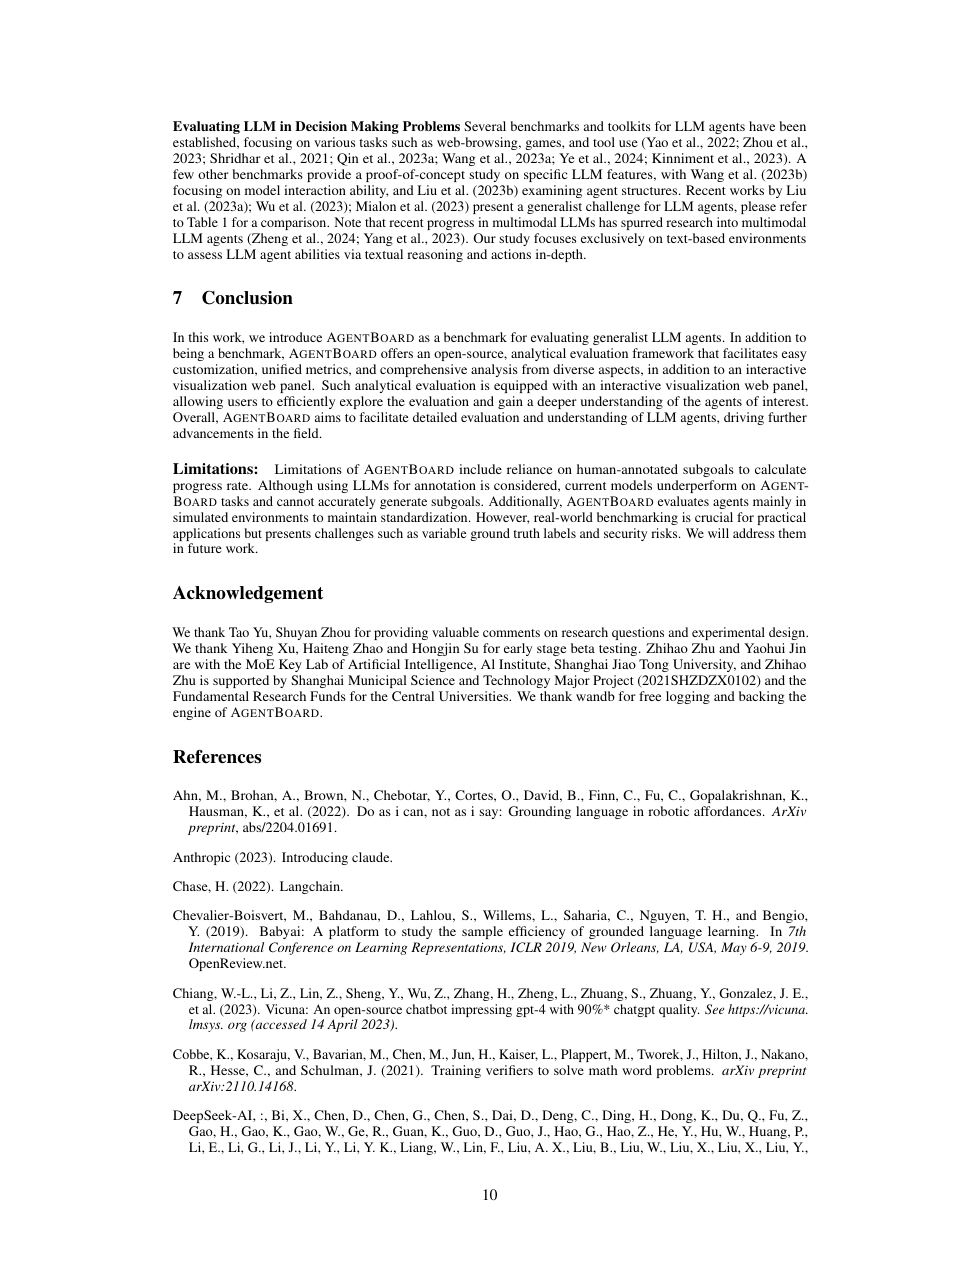 Evaluating LLM in Decision Making Problems Several benchmarks and toolkits for LLM agents have been
established, focusing on various tasks such as web-browsing, games, and tool use (Yao et al., 2022; Zhou et al.,
2023; Shridhar et al., 2021; Qin et al., 2023a; Wang et al., 2023a; Ye et al., 2024; Kinniment et al., 2023). A
few other benchmarks provide a proof-of-concept study on specific LLM features, with Wang et al. (2023b)
focusing on model interaction ability, and Liu et al. (2023b) examining agent structures. Recent works by Liu
et al. (2023a); Wu et al. (2023); Mialon et al. (2023) present a generalist challenge for LLM agents, please refer
to Table 1 for a comparison. Note that recent progress in multimodal LLMs has spurred research into multimodal
LLM agents (Zheng et al., 2024; Yang et al., 2023). Our study focuses exclusively on text-based environments
to assess LLM agent abilities via textual reasoning and actions in-depth.
7 Conclusion
In this work, we introduce AGENTBOARD as a benchmark for evaluating generalist LLM agents. In addition to
being a benchmark, AGENTBOARD offers an open-source, analytical evaluation framework that facilitates easy
customization, unified metrics, and comprehensive analysis from diverse aspects, in addition to an interactive
visualization web panel. Such analytical evaluation is equipped with an interactive visualization web panel,
allowing users to efficiently explore the evaluation and gain a deeper understanding of the agents of interest.
Overall, AGENTBOARD aims to facilitate detailed evaluation and understanding of LLM agents, driving further
advancements in the field.
Limitations: Limitations of AGENTBOARD include reliance on human-annotated subgoals to calculate
progress rate. Although using LLMs for annotation is considered, current models underperform on AGENT-
BOARD tasks and cannot accurately generate subgoals. Additionally, AGENTBOARD evaluates agents mainly in
simulated environments to maintain standardization. However, real-world benchmarking is crucial for practical
applications but presents challenges such as variable ground truth labels and security risks. We will address them
in future work.
Acknowledgement
We thank Tao Yu, Shuyan Zhou for providing valuable comments on research questions and experimental design.
We thank Yiheng Xu, Haiteng Zhao and Hongjin Su for early stage beta testing. Zhihao Zhu and Yaohui Jin
are with the MoE Key Lab of Artificial Intelligence, AI Institute, Shanghai Jiao Tong University, and Zhihao
Zhu is supported by Shanghai Municipal Science and Technology Major Project (2021SHZDZX0102) and the
Fundamental Research Funds for the Central Universities. We thank wandb for free logging and backing the
engine of AGENTBOARD.
References
Ahn, M., Brohan, A., Brown, N., Chebotar, Y., Cortes, O., David, B., Finn, C., Fu, C., Gopalakrishnan, K.,
Hausman, K., et al. (2022). Do as i can, not as i say: Grounding language in robotic affordances. ArXiv
preprint, abs/2204.01691.
Anthropic (2023). Introducing claude.
Chase, H. (2022). Langchain.
Chevalier-Boisvert, M., Bahdanau, D., Lahlou, S., Willems, L., Saharia, C., Nguyen, T. H., and Bengio,
Y. (2019). Babyai: A platform to study the sample efficiency of grounded language learning. In 7th
International Conference on Learning Representations, ICLR 2019, New Orleans, LA, USA, May 6-9, 2019.
OpenReview.net.
Chiang, W.-L., Li, Z., Lin, Z., Sheng, Y., Wu, Z., Zhang, H., Zheng, L., Zhuang, S., Zhuang, Y., Gonzalez, J. E.,
et al. (2023). Vicuna: An open-source chatbot impressing gpt-4 with 90%* chatgpt quality. See https://vicuna.
lmsys. org (accessed 14 April 2023).
Cobbe, K., Kosaraju, V., Bavarian, M., Chen, M., Jun, H., Kaiser, L., Plappert, M., Tworek, J., Hilton, J., Nakano,
R., Hesse, C., and Schulman, J. (2021). Training verifiers to solve math word problems. arXiv preprint
arXiv:2110.14168.
DeepSeek-AI, :, Bi, X., Chen, D., Chen, G., Chen, S., Dai, D., Deng, C., Ding, H., Dong, K., Du, Q., Fu, Z.,
Gao, H., Gao, K., Gao, W., Ge, R., Guan, K., Guo, D., Guo, J., Hao, G., Hao, Z., He, Y., Hu, W., Huang, P.,
Li, E., Li, G., Li, J., Li, Y., Li, Y. K., Liang, W., Lin, F., Liu, A. X., Liu, B., Liu, W., Liu, X., Liu, X., Liu, Y.,
10